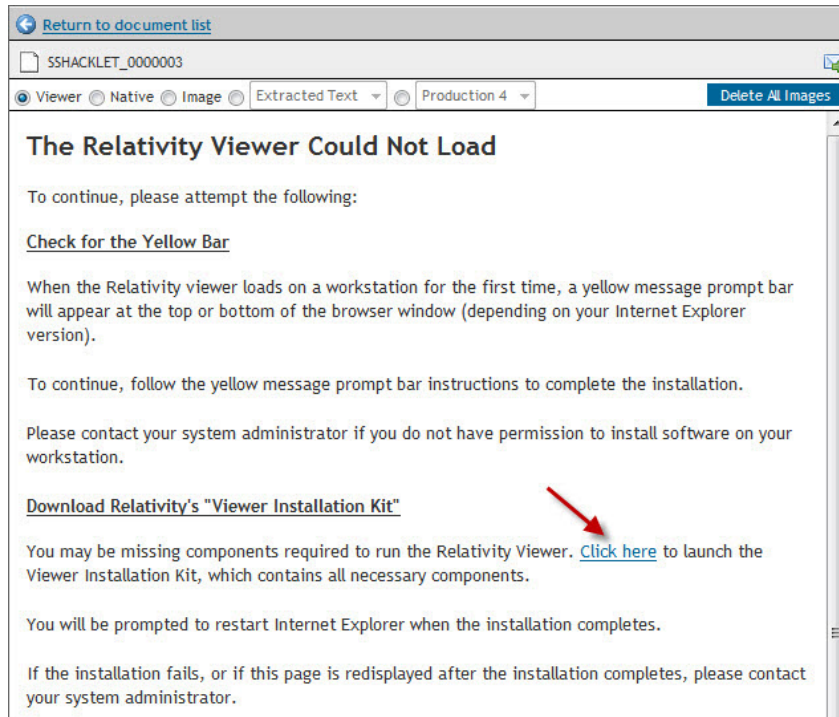 Return to document list
SSHACKLET_0000003
Viewer Native Image Extracted Text Production 4 Delete All Images
The Relativity Viewer Could Not Load
To continue, please attempt the following:
Check for the Yellow Bar
When the Relativity viewer loads on a workstation for the first time, a yellow message prompt bar
will appear at the top or bottom of the browser window (depending on your Internet Explorer
version).
To continue, follow the yellow message prompt bar instructions to complete the installation.
Please contact your system administrator if you do not have permission to install software on your
workstation.
Download Relativity's "Viewer Installation Kit"
You may be missing components required to run the Relativity Viewer. Click here to launch the
Viewer Installation Kit, which contains all necessary components.
You will be prompted to restart Internet Explorer when the installation completes.
If the installation fails, or if this page is redisplayed after the installation completes, please contact
your system administrator.